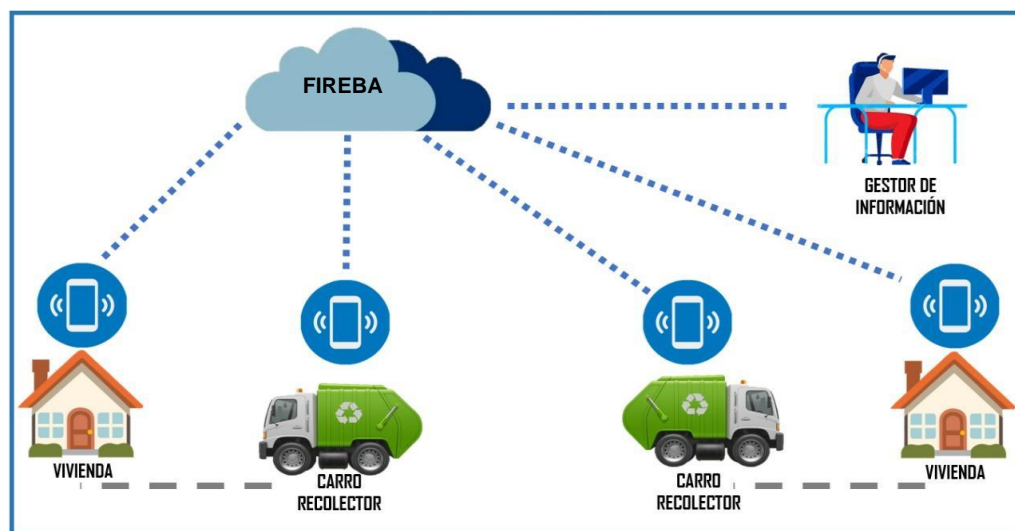 FIREBA
GESTOR DE
INFORMACIÓN
VIVIENDA
CARRO
RECOLECTOR
CARRO
RECOLECTOR
VIVIENDA